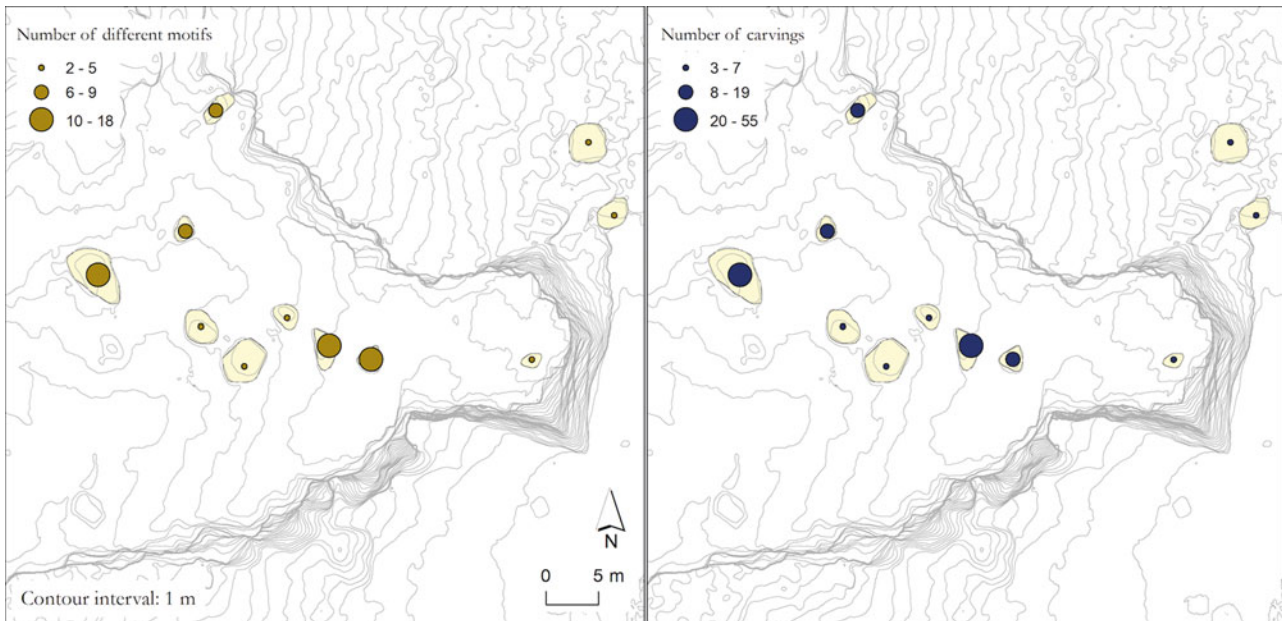 Number of different motifs
2 - 5
6 - 9
10 - 18
N
0 5 m
Contour interval: 1 m
Number of carvings
3 - 7
8 - 19
20 - 55